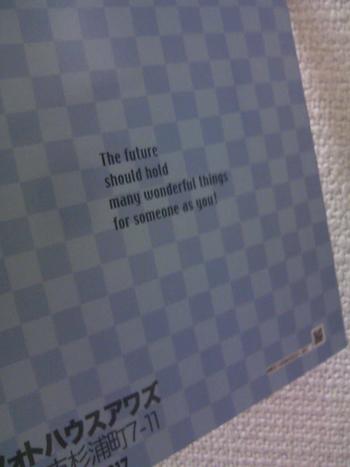 The future
should hold
many wonderful things
for someone as you!
ォトハウスアワズ
杉浦町7-11